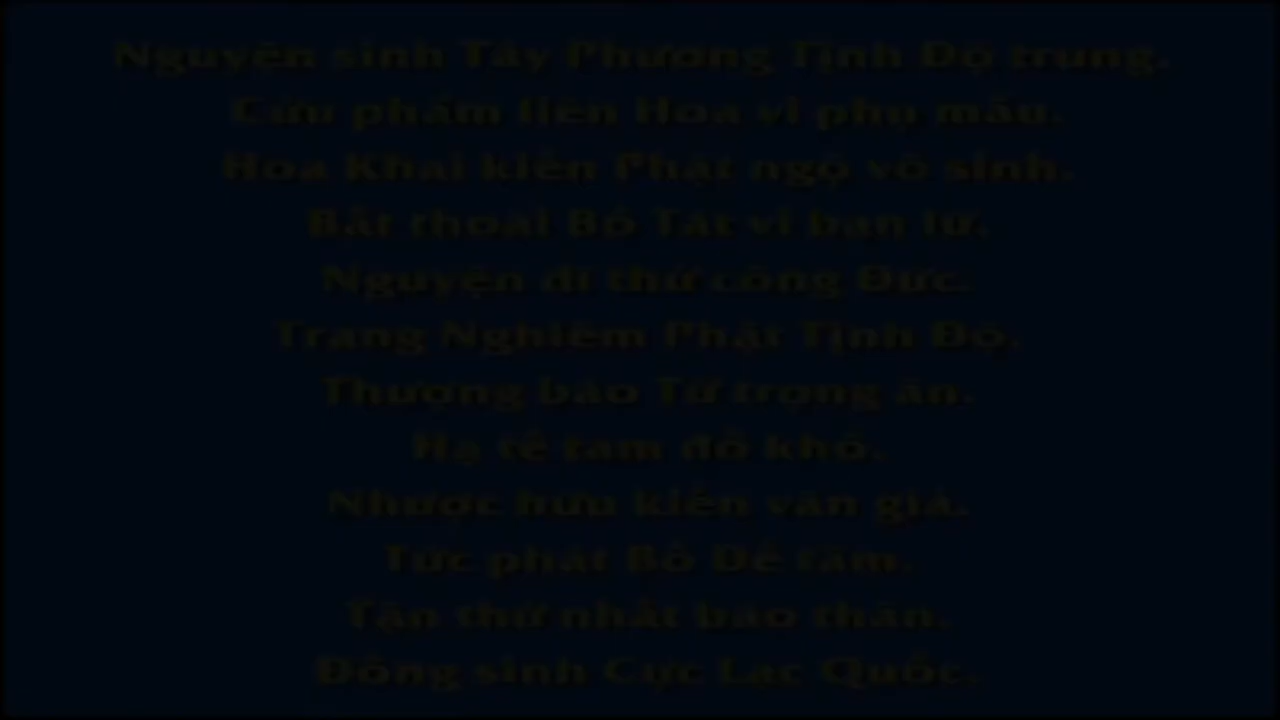 Nguyện sinh Tây Phương Tịnh Độ trung.
Cửu phẩm liên Hoa vi phụ mẫu.
Hoa Khai kiến Phật ngộ vô sinh.
Bất thoái Bồ Tát vi bạn lữ.
Nguyện dĩ thử công Đức.
Trang Nghiêm Phật Tịnh Độ.
Thượng báo Tứ trọng ân.
Hạ tế tam đồ khổ.
Nhược hữu kiến văn giả.
Tức phát Bồ Đề tâm.
Tận thử nhất báo thân.
Đồng sinh Cực Lạc Quốc.